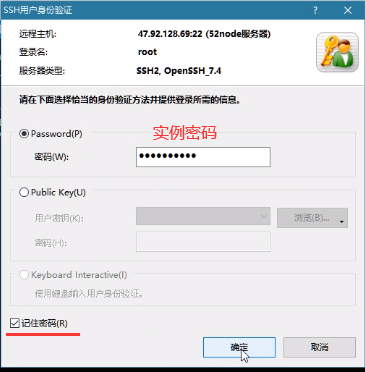 SSH用户身份验证
远程主机: 47.92.128.69:22 (52node服务器)
登录名: root
服务器类型: SSH2, OpenSSH_7.4
请在下面选择恰当的身份验证方法并提供登录所需的信息。
Password(P) 实例密码
密码(W): ●●●●●●●●●●
Public Key(U)
用户密钥(K): 浏览(B)...
密码(H):
Keyboard Interactive(I)
使用键盘输入用户身份验证。
记住密码(R)
确定 取消